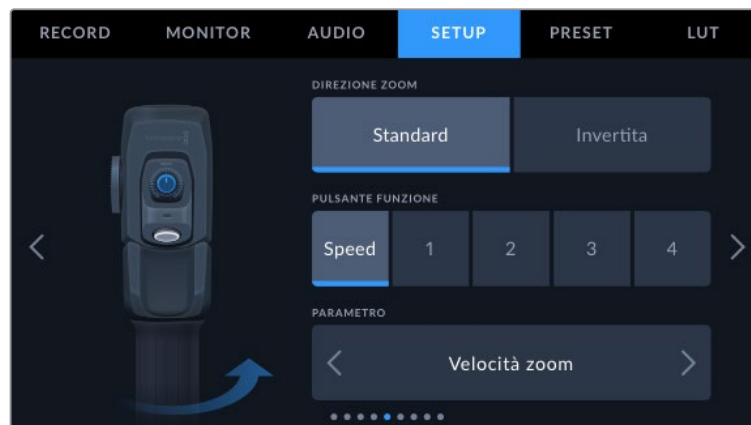 RECORD MONITOR AUDIO SETUP PRESET LUT
DIREZIONE ZOOM
Standard Invertita
PULSANTE FUNZIONE
Speed 1 2 3 4
PARAMETRO
Velocità zoom